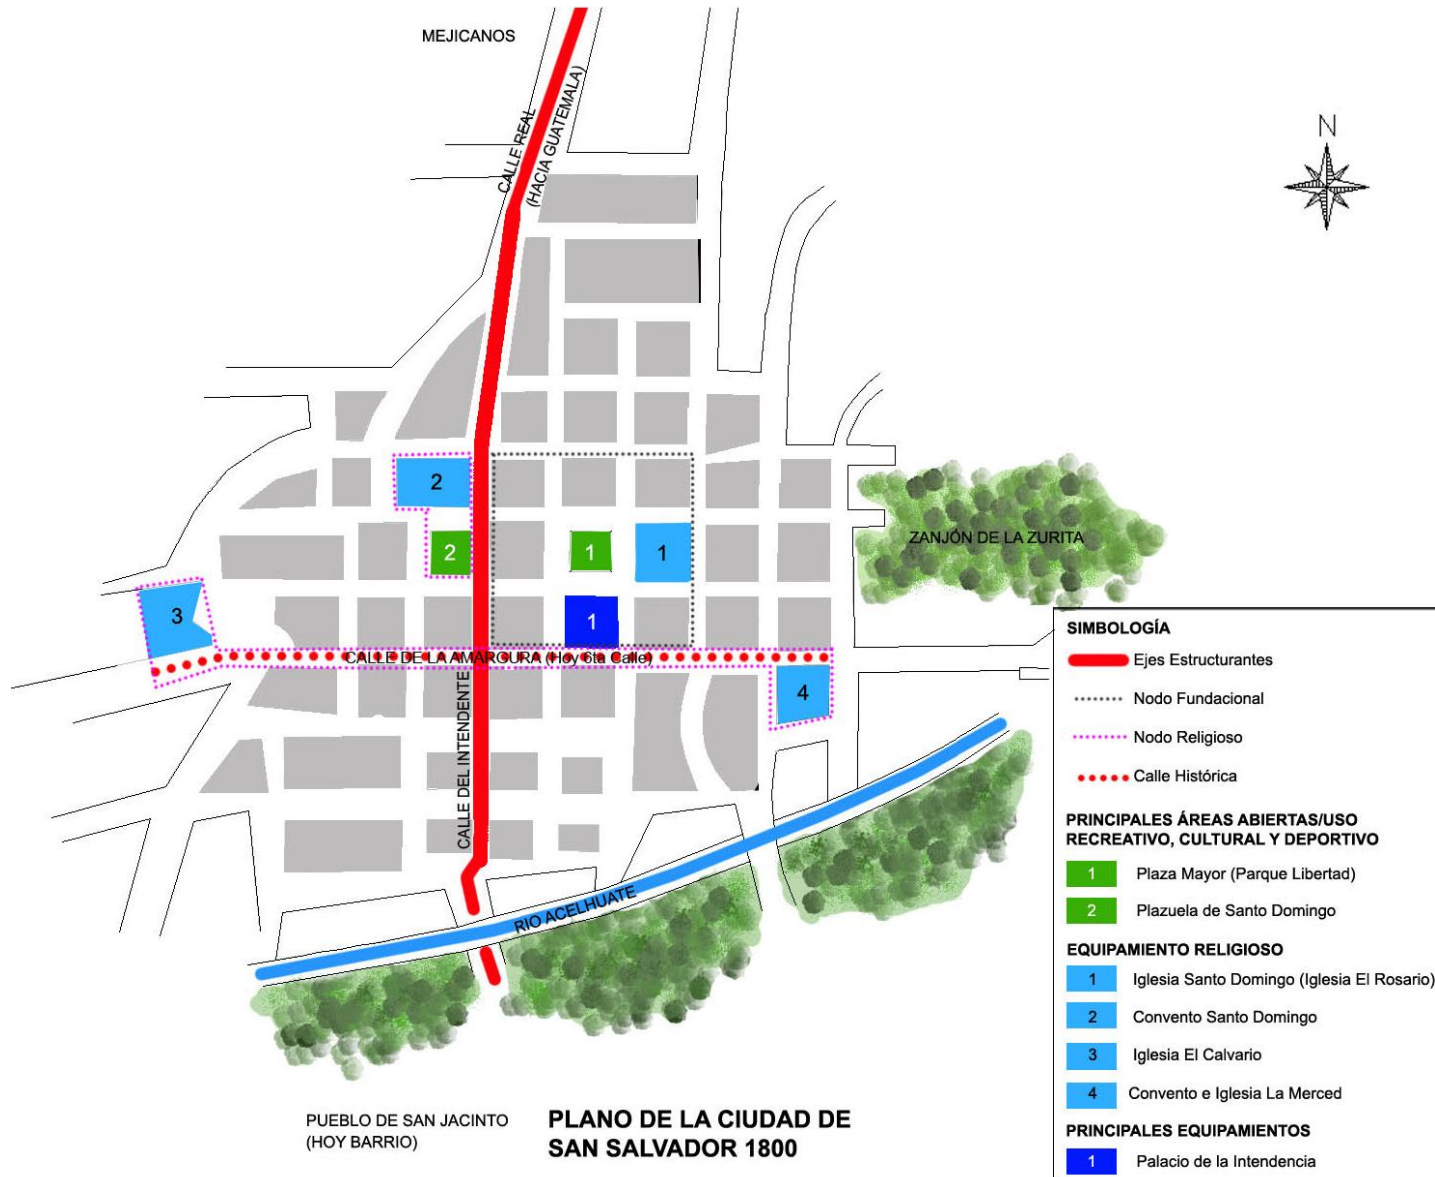 MEJICANOS
N
CALLE REAL
(HACIA GUATEMALA)
2
2
1
1
ZANJÓN DE LA ZURITA
3
1
CALLE DE LA AMARGURA (Hoy 6ta Calle)
4
CALLE DEL INTENDENTE
RIO ACELHUATE
PUEBLO DE SAN JACINTO
(HOY BARRIO)
PLANO DE LA CIUDAD DE
SAN SALVADOR 1800
SIMBOLOGÍA
Ejes Estructurantes
Nodo Fundacional
Nodo Religioso
Calle Histórica
PRINCIPALES ÁREAS ABIERTAS/USO
RECREATIVO, CULTURAL Y DEPORTIVO
1 Plaza Mayor (Parque Libertad)
2 Plazuela de Santo Domingo
EQUIPAMIENTO RELIGIOSO
1 Iglesia Santo Domingo (Iglesia El Rosario)
2 Convento Santo Domingo
3 Iglesia El Calvario
4 Convento e Iglesia La Merced
PRINCIPALES EQUIPAMIENTOS
1 Palacio de la Intendencia